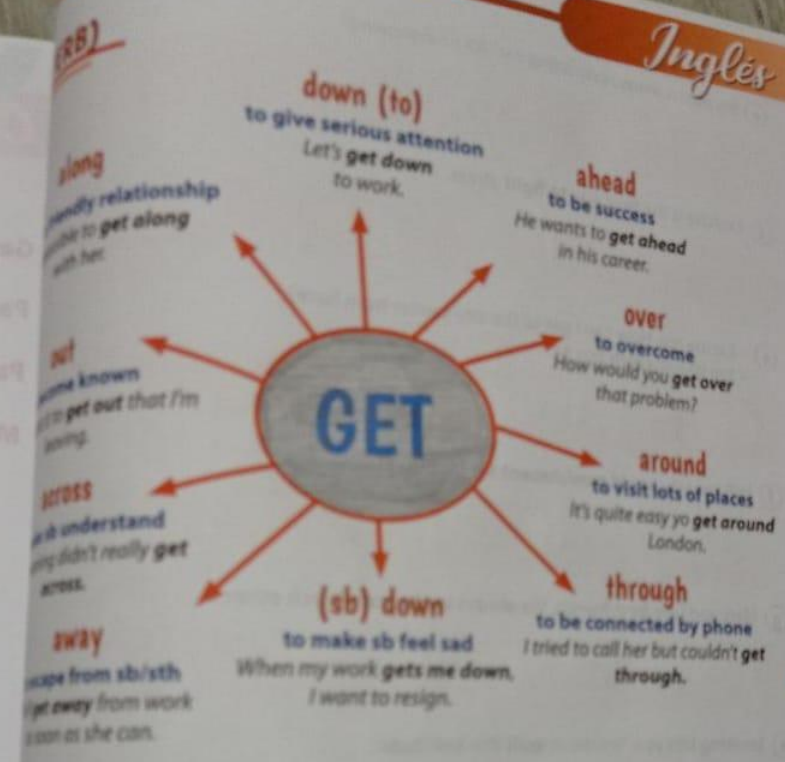 Inglés
down (to)
to give serious attention
Let's get down
to work.
ahead
to be success
He wants to get ahead
in his career.
over
to overcome
How would you get over
that problem?
around
to visit lots of places
It's quite easy yo get around
London.
through
to be connected by phone
I tried to call her but couldn't get
through.
(sb) down
to make sb feel sad
When my work gets me down,
I want to resign.
away
from sb/sth
get away from work
soon as she can.
across
sb understand
didn't really get
across.
out
known
to get out that I'm
along
relationship
to get along
with her.
GET